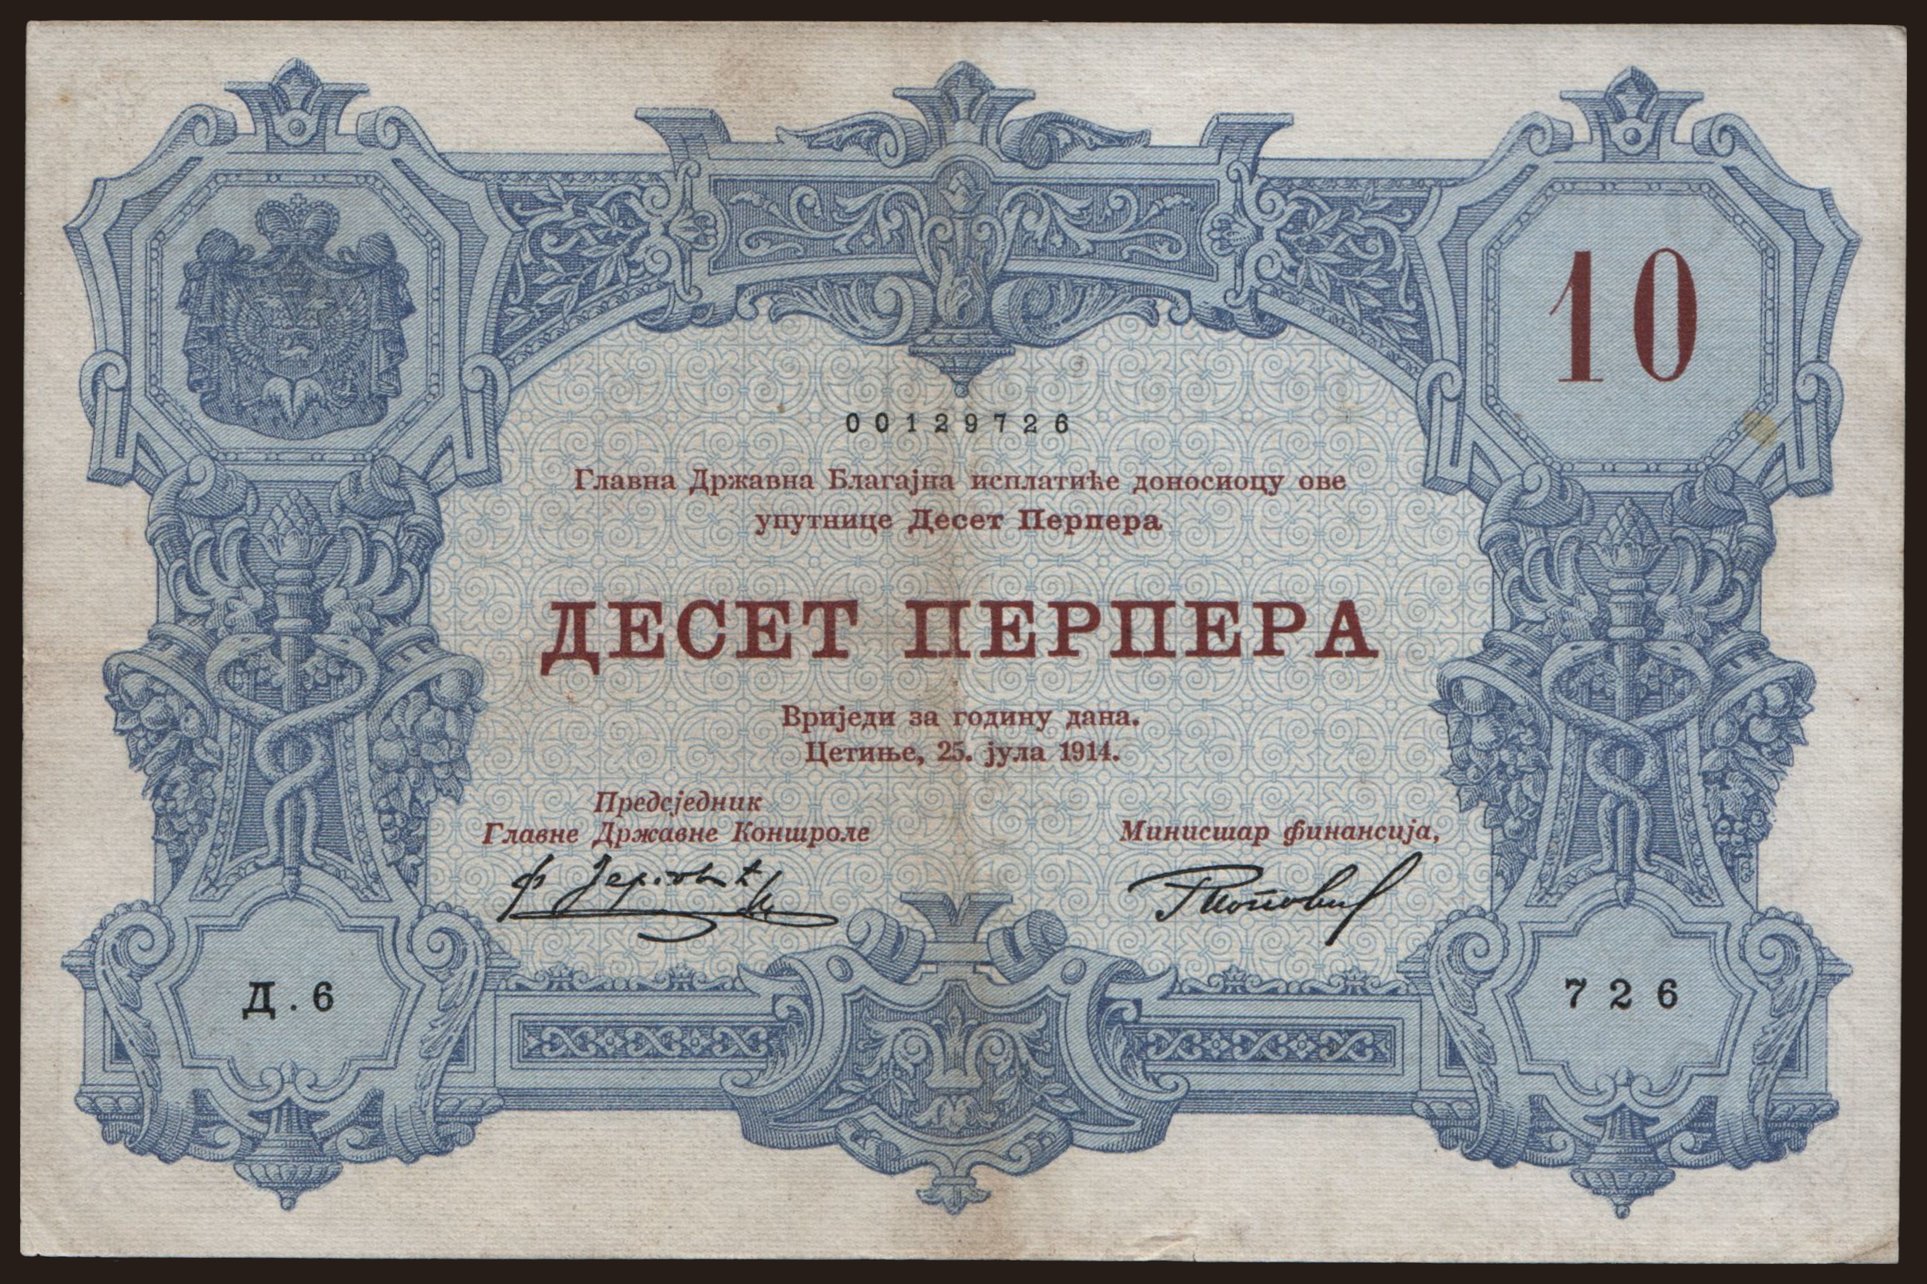 10
00129726
Главна Државна Благајна исплатиће доносиоцу ове
упутнице Десет Перпера
ДЕСЕТ ПЕРПЕРА
Вриједи за годину дана.
Цетиње, 25. јула 1914.
Предсједник
Главне Државне Контроле
Министар финансија,
Д.6
726